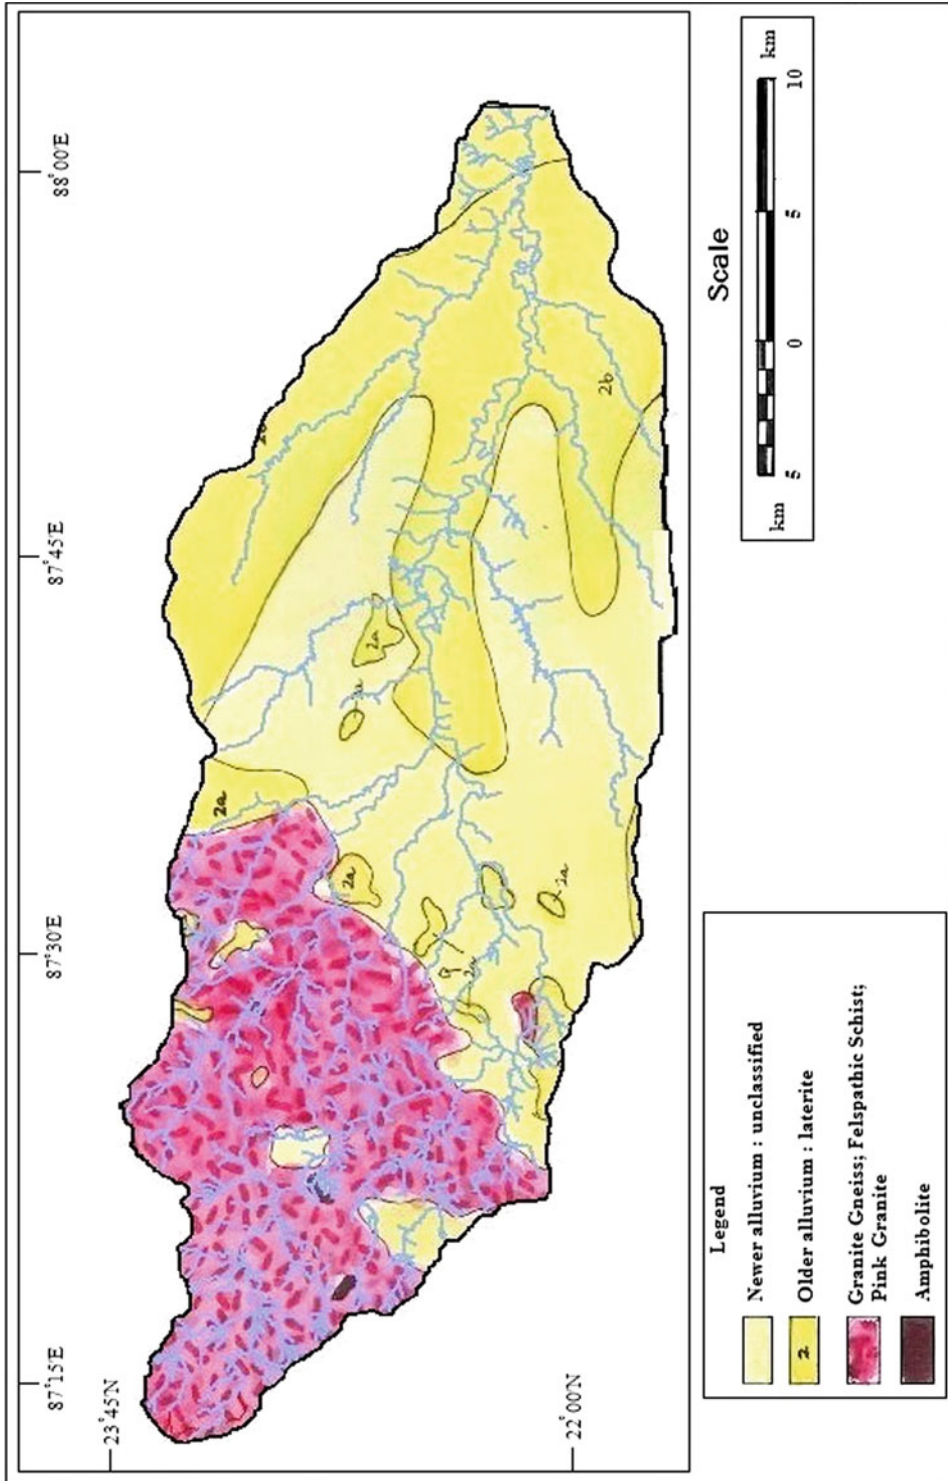 88°00'E
87°45'E
87°30'E
87°15'E
23°45'N
22°00'N
2b
2a
2a
2a
2a
2a
Scale
km
5
0
5
10
km
Legend
Newer alluvium : unclassified
2
Older alluvium : laterite
Granite Gneiss; Felspathic Schist;
Pink Granite
Amphibolite